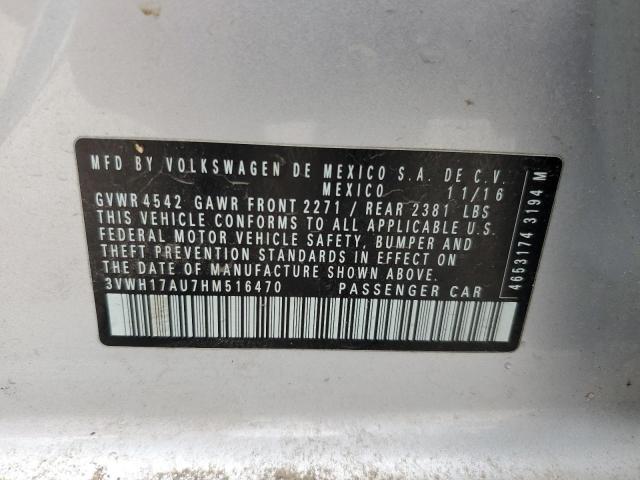 MFD BY VOLKSWAGEN DE MEXICO S.A. DE C.V.
MEXICO 11/16
GVWR 4542 GAWR FRONT 2271 / REAR 2381 LBS
THIS VEHICLE CONFORMS TO ALL APPLICABLE U.S.
FEDERAL MOTOR VEHICLE SAFETY, BUMPER AND
THEFT PREVENTION STANDARDS IN EFFECT ON
THE DATE OF MANUFACTURE SHOWN ABOVE.
3VWH17AU7HM516470 PASSENGER CAR
4653174 3194 M